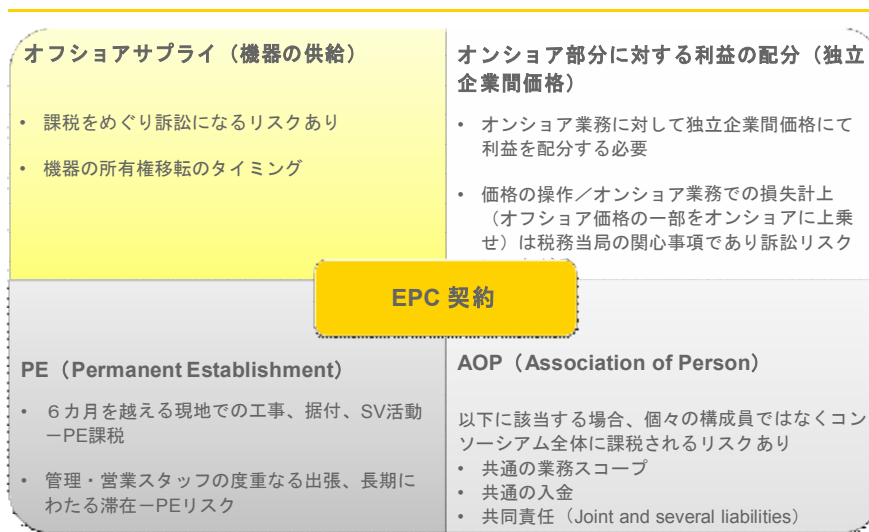 オフショアサプライ（機器の供給）
• 課税をめぐり訴訟になるリスクあり
• 機器の所有権移転のタイミング
オンショア部分に対する利益の配分（独立
企業間価格）
• オンショア業務に対して独立企業間価格にて
利益を配分する必要
• 価格の操作／オンショア業務での損失計上
（オフショア価格の一部をオンショアに上乗
せ）は税務当局の関心事項であり訴訟リスク
EPC 契約
PE（Permanent Establishment）
• ６カ月を越える現地での工事、据付、SV活動
－PE課税
• 管理・営業スタッフの度重なる出張、長期に
わたる滞在－PEリスク
AOP（Association of Person）
以下に該当する場合、個々の構成員ではなくコン
ソーシアム全体に課税されるリスクあり
• 共通の業務スコープ
• 共通の入金
• 共同責任（Joint and several liabilities）